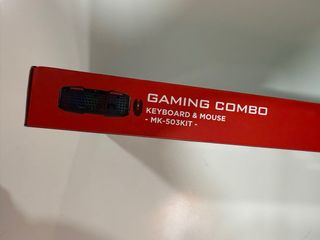 GAMING COMBO
KEYBOARD & MOUSE
- MK-503KIT -